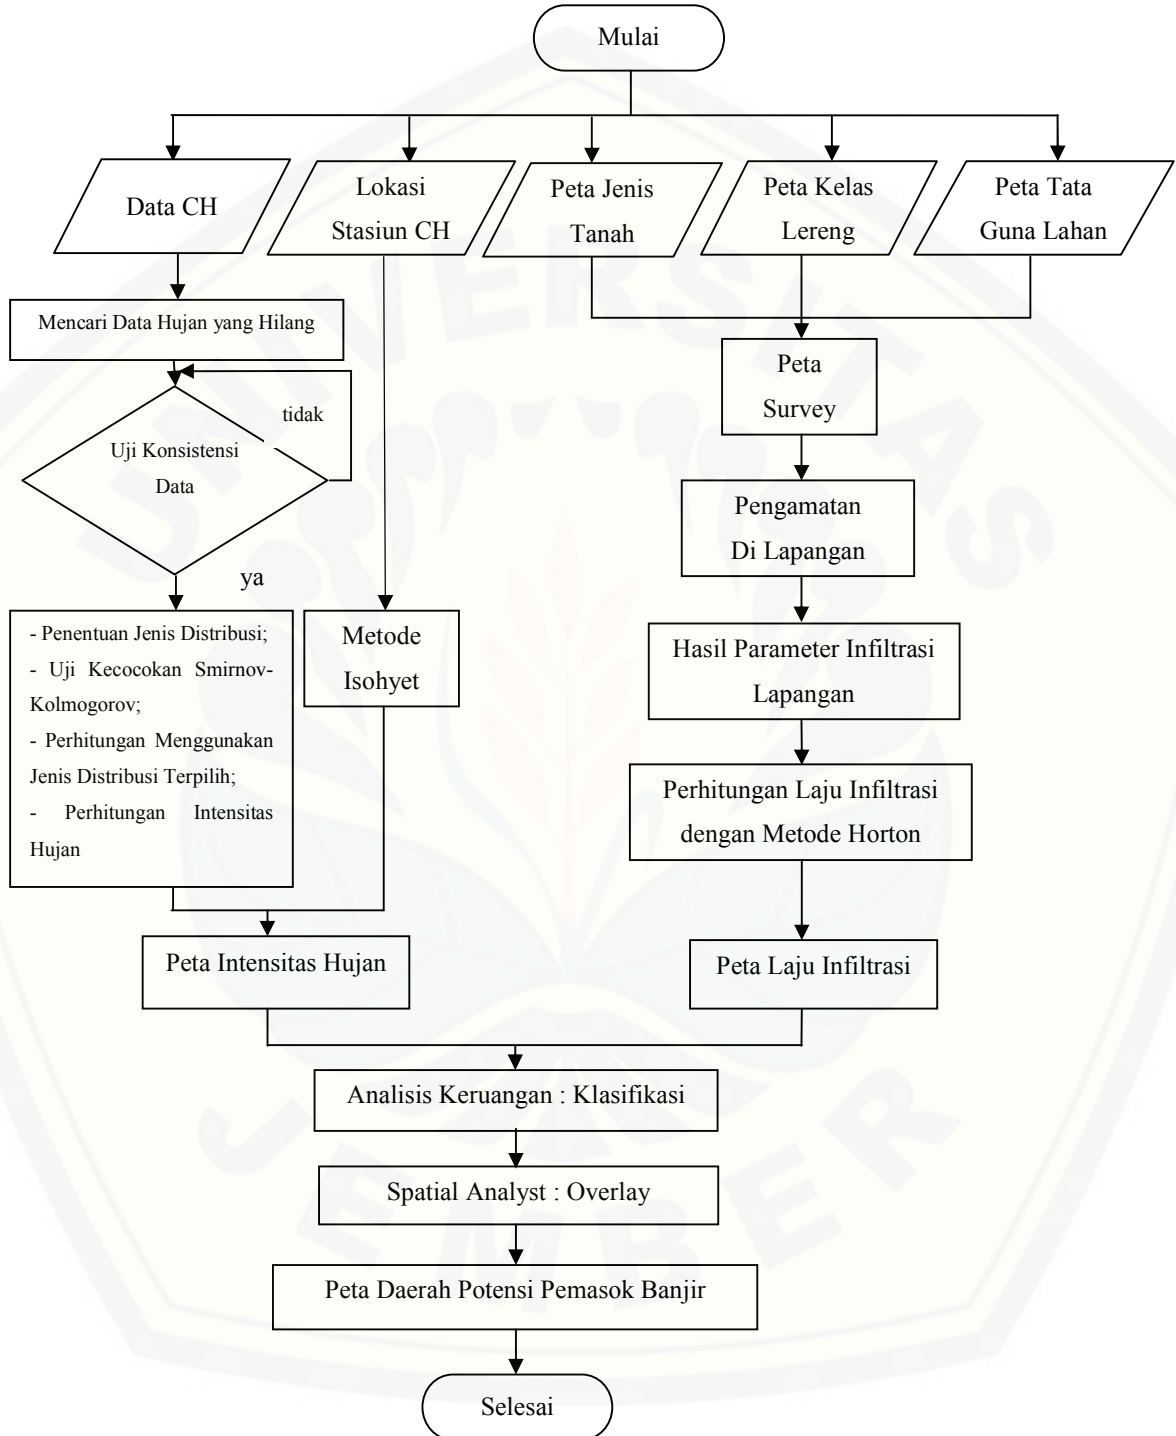 Mulai
Data CH
Lokasi
Stasiun CH
Peta Jenis
Tanah
Peta Kelas
Lereng
Peta Tata
Guna Lahan
Mencari Data Hujan yang Hilang
tidak
Uji Konsistensi
Data
ya
- Penentuan Jenis Distribusi;
- Uji Kecocokan Smirnov-
Kolmogorov;
- Perhitungan Menggunakan
Jenis Distribusi Terpilih;
- Perhitungan Intensitas
Hujan
Metode
Isohyet
Peta
Survey
Pengamatan
Di Lapangan
Hasil Parameter Infiltrasi
Lapangan
Perhitungan Laju Infiltrasi
dengan Metode Horton
Peta Intensitas Hujan
Peta Laju Infiltrasi
Analisis Keruangan : Klasifikasi
Spatial Analyst : Overlay
Peta Daerah Potensi Pemasok Banjir
Selesai
UNIVERSITAS
JEMBER